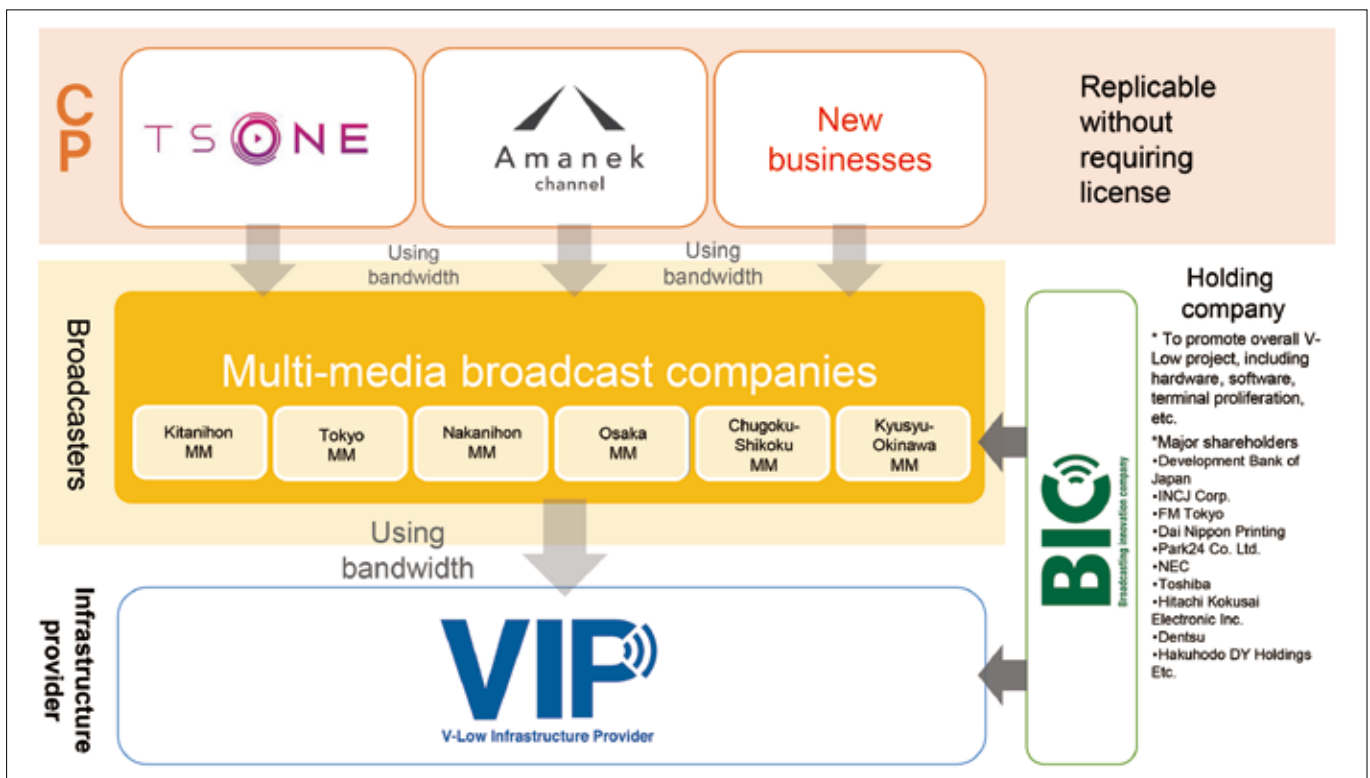 CP
TS ONE
Amanek
channel
New
businesses
Replicable
without
requiring
license
Using
bandwidth
Using
bandwidth
Broadcasters
Multi-media broadcast companies
Kitanihon
MM
Tokyo
MM
Nakanihon
MM
Osaka
MM
Chugoku-
Shikoku
MM
Kyusyu-
Okinawa
MM
Using
bandwidth
Infrastructure
provider
VIP
V-Low Infrastructure Provider
BIC
Broadcasting innovation company
Holding
company
* To promote overall V-
Low project, including
hardware, software,
terminal proliferation,
etc.
*Major shareholders
•Development Bank of
Japan
•INCJ Corp.
•FM Tokyo
•Dai Nippon Printing
•Park24 Co. Ltd.
•NEC
•Toshiba
•Hitachi Kokusai
Electronic Inc.
•Dentsu
•Hakuhodo DY Holdings
Etc.